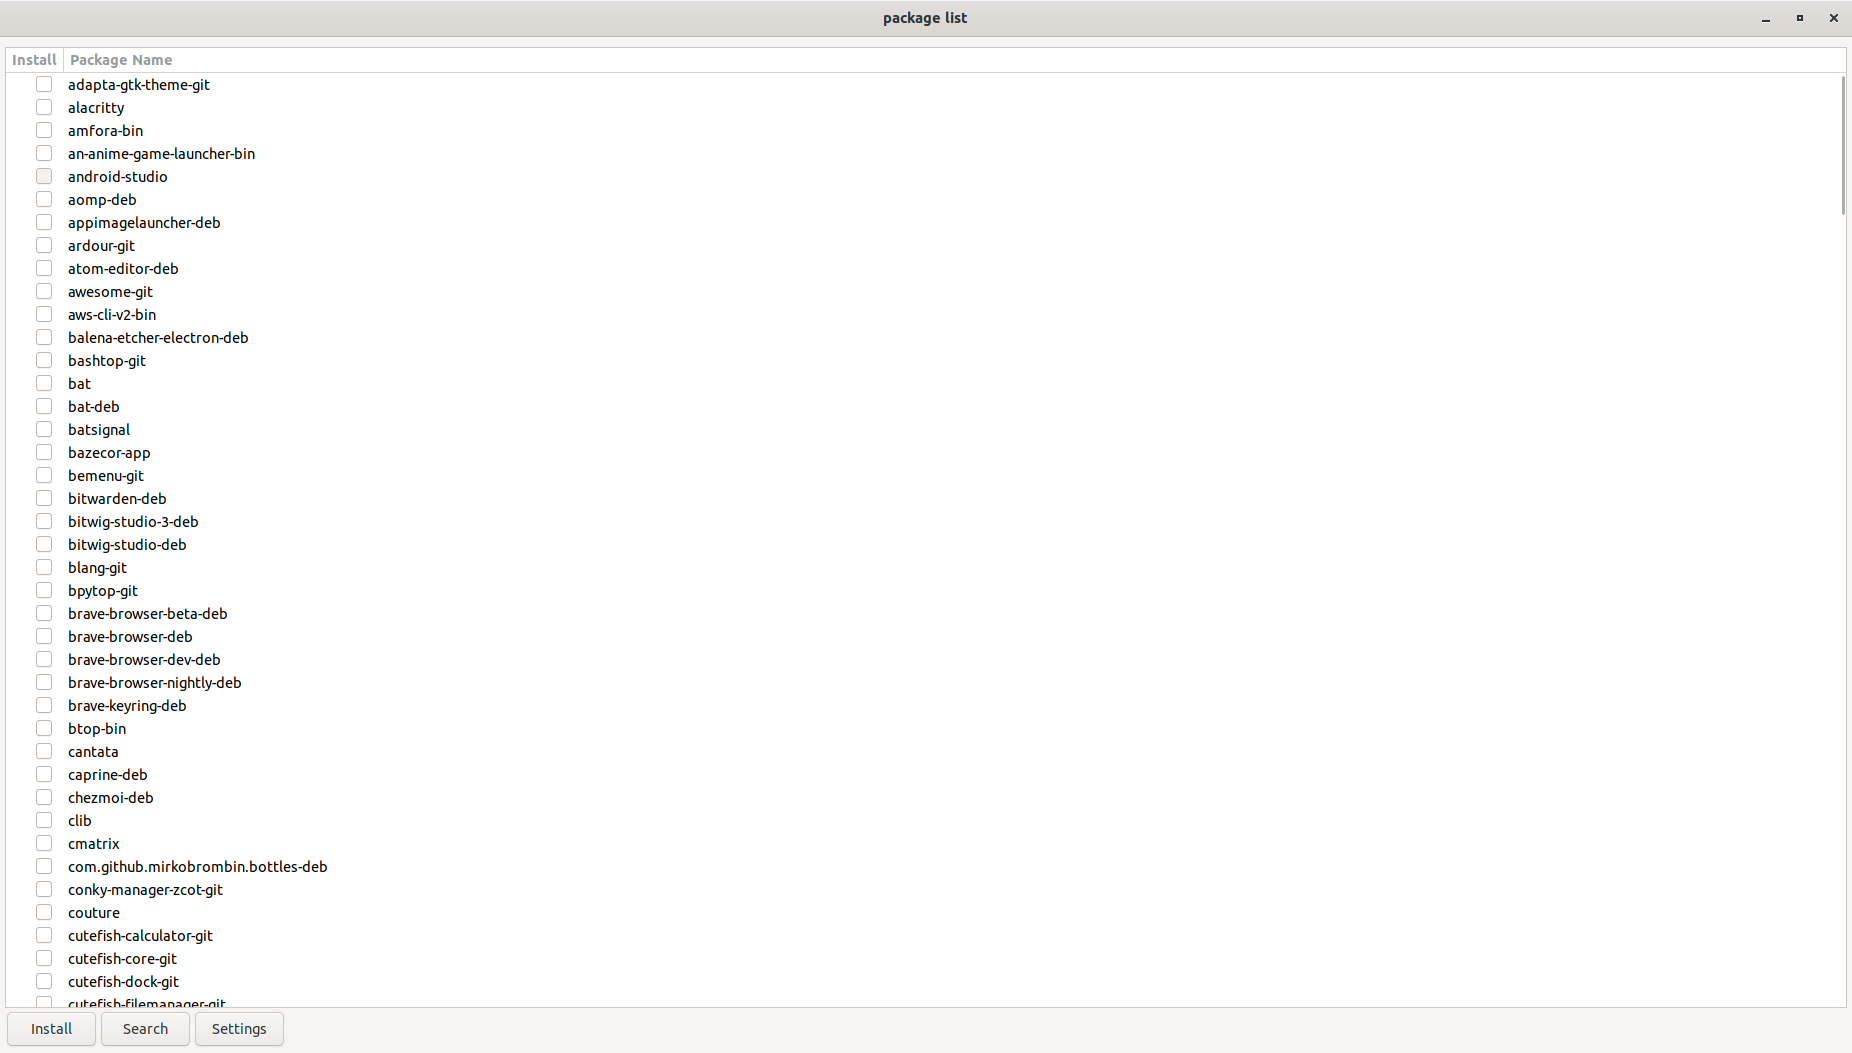 package list
Install Package Name
adapta-gtk-theme-git
alacritty
amfora-bin
an-anime-game-launcher-bin
android-studio
aomp-deb
appimagelauncher-deb
ardour-git
atom-editor-deb
awesome-git
aws-cli-v2-bin
balena-etcher-electron-deb
bashtop-git
bat
bat-deb
batsignal
bazecor-app
bemenu-git
bitwarden-deb
bitwig-studio-3-deb
bitwig-studio-deb
blang-git
bpytop-git
brave-browser-beta-deb
brave-browser-deb
brave-browser-dev-deb
brave-browser-nightly-deb
brave-keyring-deb
btop-bin
cantata
caprine-deb
chezmoi-deb
clib
cmatrix
com.github.mirkobrombin.bottles-deb
conky-manager-zcot-git
couture
cutefish-calculator-git
cutefish-core-git
cutefish-dock-git
cutefish-filemanager-git
Install Search Settings